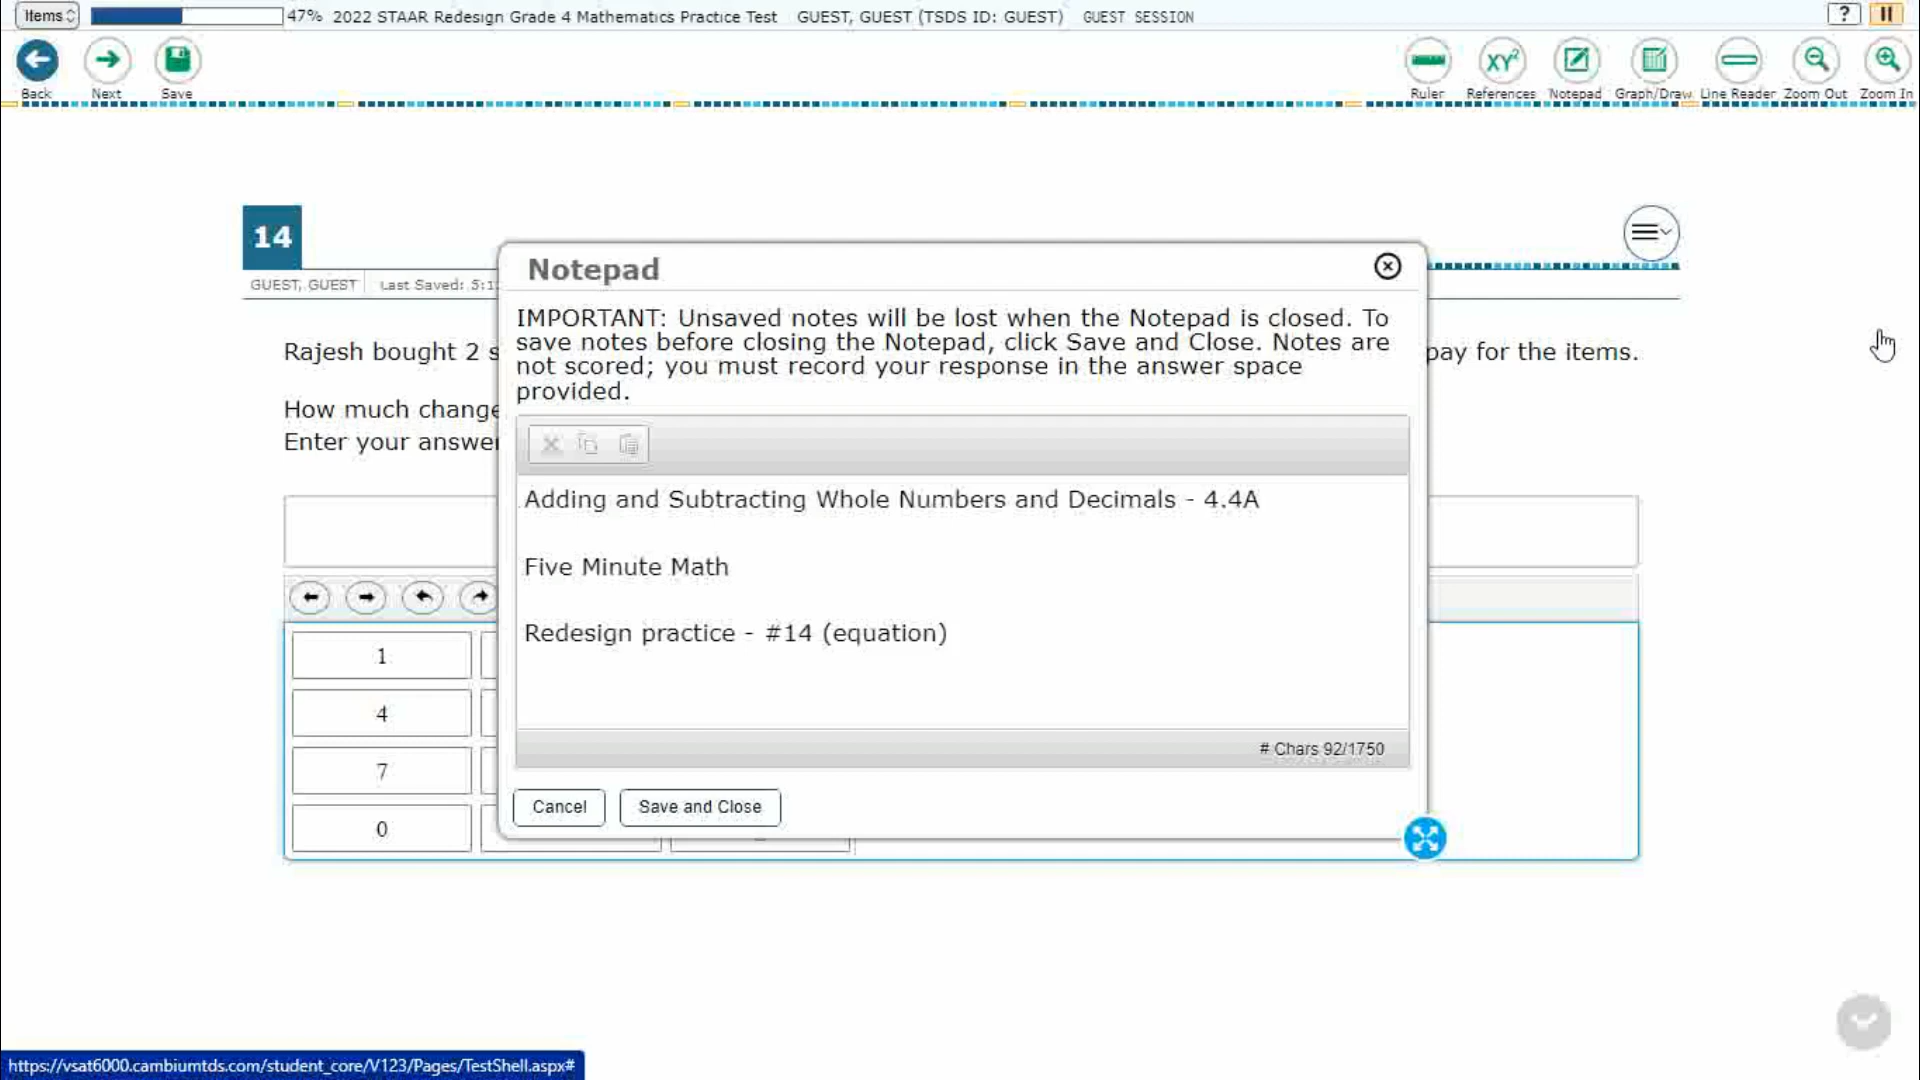 Items 47% 2022 STAAR Redesign Grade 4 Mathematics Practice Test GUEST, GUEST (TSDS ID: GUEST) GUEST SESSION ?
Back Next Save Ruler References Notepad Graph/Draw Line Reader Zoom Out Zoom In
XY²
14
GUEST, GUEST Last Saved: 5:1
Notepad
IMPORTANT: Unsaved notes will be lost when the Notepad is closed. To
save notes before closing the Notepad, click Save and Close. Notes are
not scored; you must record your response in the answer space
provided.
Rajesh bought 2 s pay for the items.
How much change
Enter your answer
Adding and Subtracting Whole Numbers and Decimals - 4.4A
Five Minute Math
Redesign practice - #14 (equation)
# Chars 92/1750
Cancel Save and Close
1
4
7
0
https://vsat6000.cambiumtds.com/student_core/V123/Pages/TestShell.aspx#